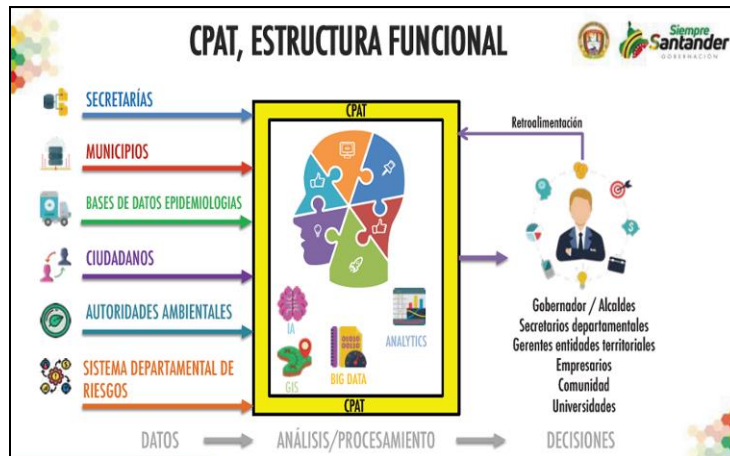 CPAT, ESTRUCTURA FUNCIONAL
Siempre
Santander
GOBERNACIÓN
SECRETARÍAS
MUNICIPIOS
BASES DE DATOS EPIDEMIOLOGIAS
CIUDADANOS
AUTORIDADES AMBIENTALES
SISTEMA DEPARTAMENTAL DE
RIESGOS
CPAT
IA
GIS
BIG DATA
ANALYTICS
CPAT
Retroalimentación
Gobernador / Alcaldes
Secretarios departamentales
Gerentes entidades territoriales
Empresarios
Comunidad
Universidades
DATOS
ANÁLISIS/PROCESAMIENTO
DECISIONES